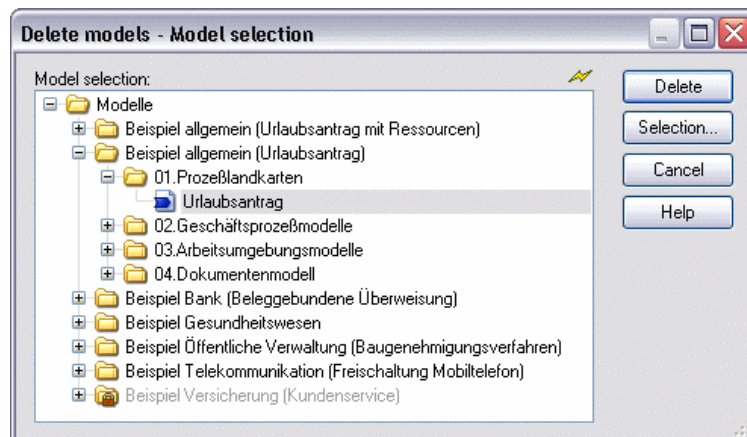 Delete models - Model selection
Model selection:
Delete
Selection...
Cancel
Help
Modelle
Beispiel allgemein (Urlaubsantrag mit Ressourcen)
Beispiel allgemein (Urlaubsantrag)
01.Prozeßlandkarten
Urlaubsantrag
02.Geschäftsprozeßmodelle
03.Arbeitsumgebungsmodelle
04.Dokumentenmodell
Beispiel Bank (Beleggebundene Überweisung)
Beispiel Gesundheitswesen
Beispiel Öffentliche Verwaltung (Baugenehmigungsverfahren)
Beispiel Telekommunikation (Freischaltung Mobiltelefon)
Beispiel Versicherung (Kundenservice)